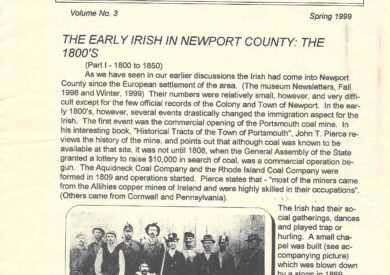 Volume No. 3 Spring 1999
THE EARLY IRISH IN NEWPORT COUNTY: THE
1800'S
(Part I - 1800 to 1850)
As we have seen in our earlier discussions the Irish had come into Newport
County since the European settlement of the area. (The museum Newsletters, Fall
1998 and Winter, 1999) Their numbers were relatively small, however, and very diffi-
cult except for the few official records of the Colony and Town of Newport. In the ear-
ly 1800's, however, several events drastically changed the immigration aspect for the
Irish. The first event was the commercial opening of the Portsmouth coal mine. In
his interesting book, "Historical Tracts of the Town of Portsmouth", John T. Pierce re-
views the history of the mine, and points out that although coal was known to be
available at that site, it was not until 1808, when the General Assembly of the State
granted a lottery to raise $10,000 in search of coal, was a commercial operation be-
gun. The Aquidneck Coal Company and the Rhode Island Coal Company were
formed in 1809 and operations started. Pierce states that - "most of the miners came
from the Allihies copper mines of Ireland and were highly skilled in their occupations".
(Others came from Cornwall and Pennsylvania).
The Irish had their so-
cial gatherings, dances
and played trap or
hurling. A small cha-
pel was built (see ac-
companying picture)
which was blown down
by a storm in 1869